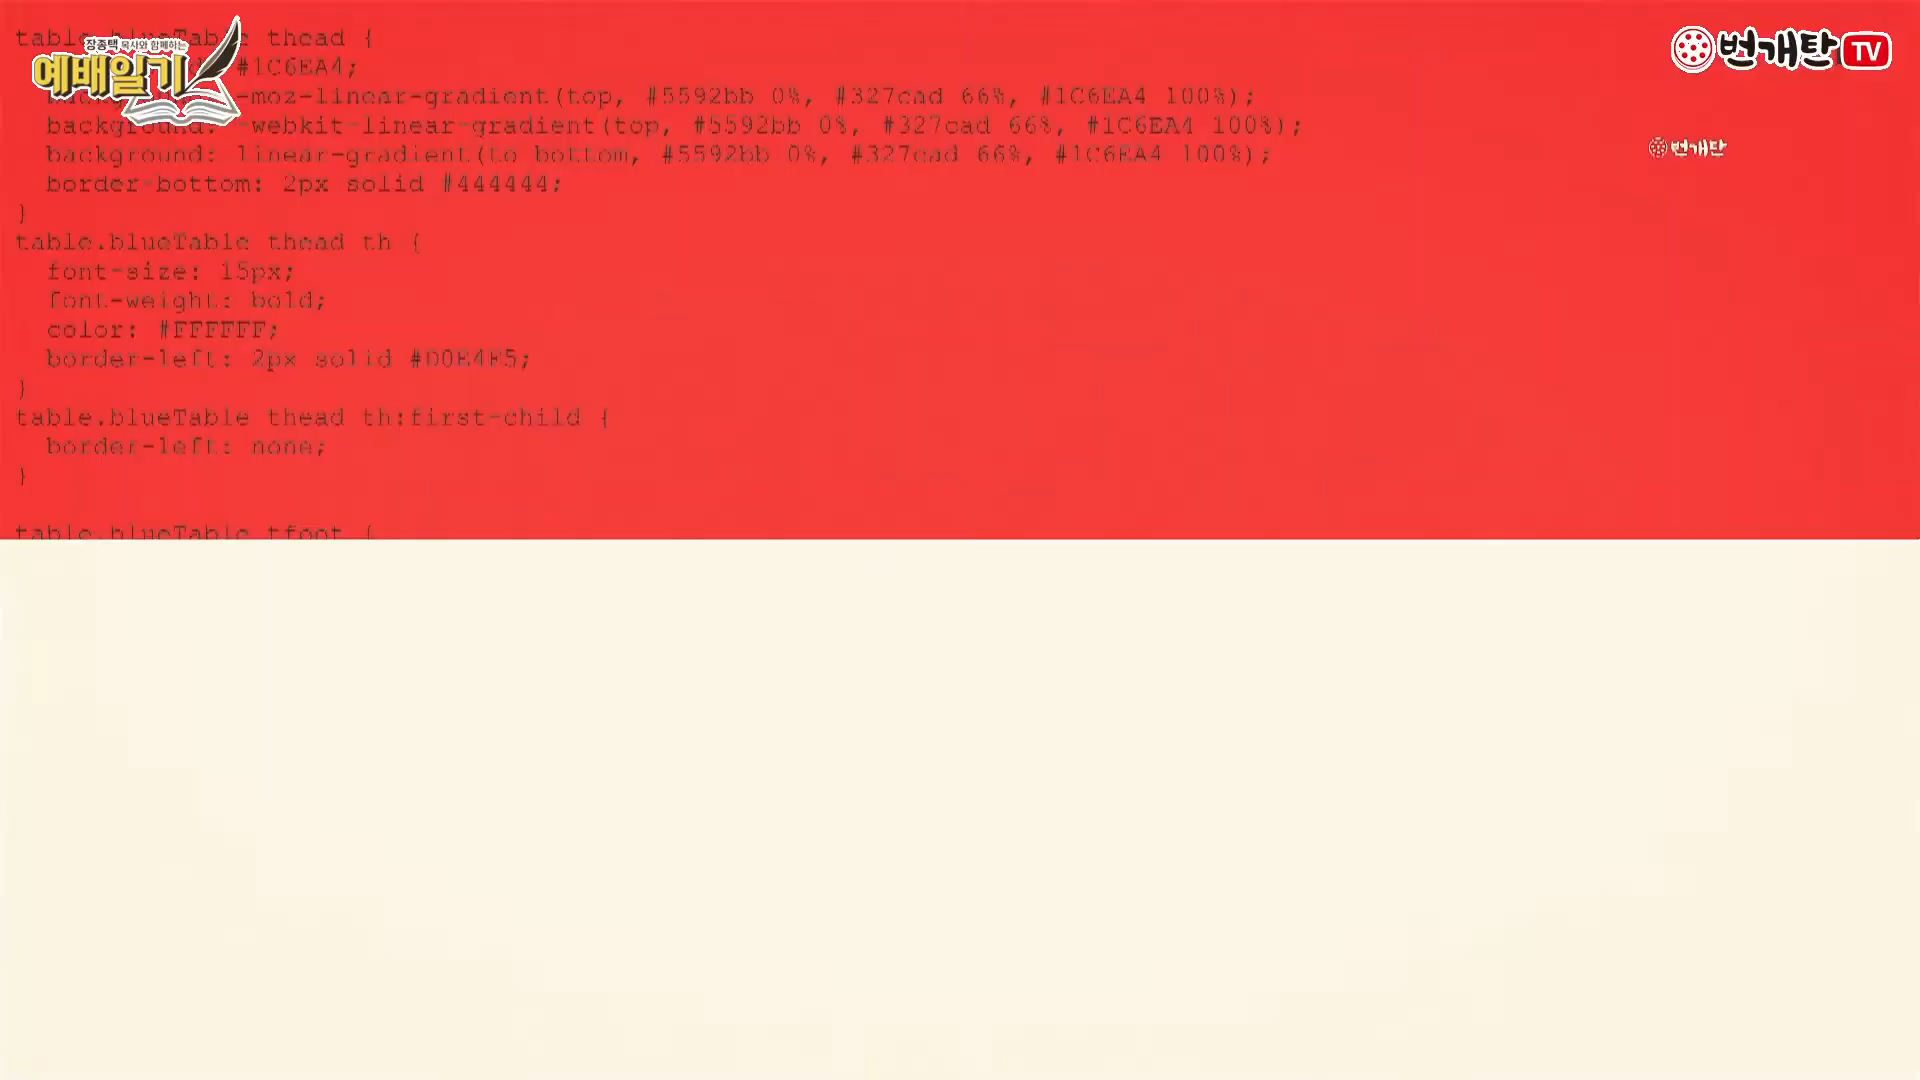 table.blueTable thead {
장종택 목사와 함께하는
예배일기
#1C6EA4;
-moz-linear-gradient(top, #5592bb 0%, #327cad 66%, #1C6EA4 100%);
background: -webkit-linear-gradient(top, #5592bb 0%, #327cad 66%, #1C6EA4 100%);
background: linear-gradient(to bottom, #5592bb 0%, #327cad 66%, #1C6EA4 100%);
border-bottom: 2px solid #444444;
}
table.blueTable thead th {
font-size: 15px;
font-weight: bold;
color: #FFFFFF;
border-left: 2px solid #D0E4F5;
}
table.blueTable thead th:first-child {
border-left: none;
}
table.blueTable tfoot {
번개탄 TV
번개탄